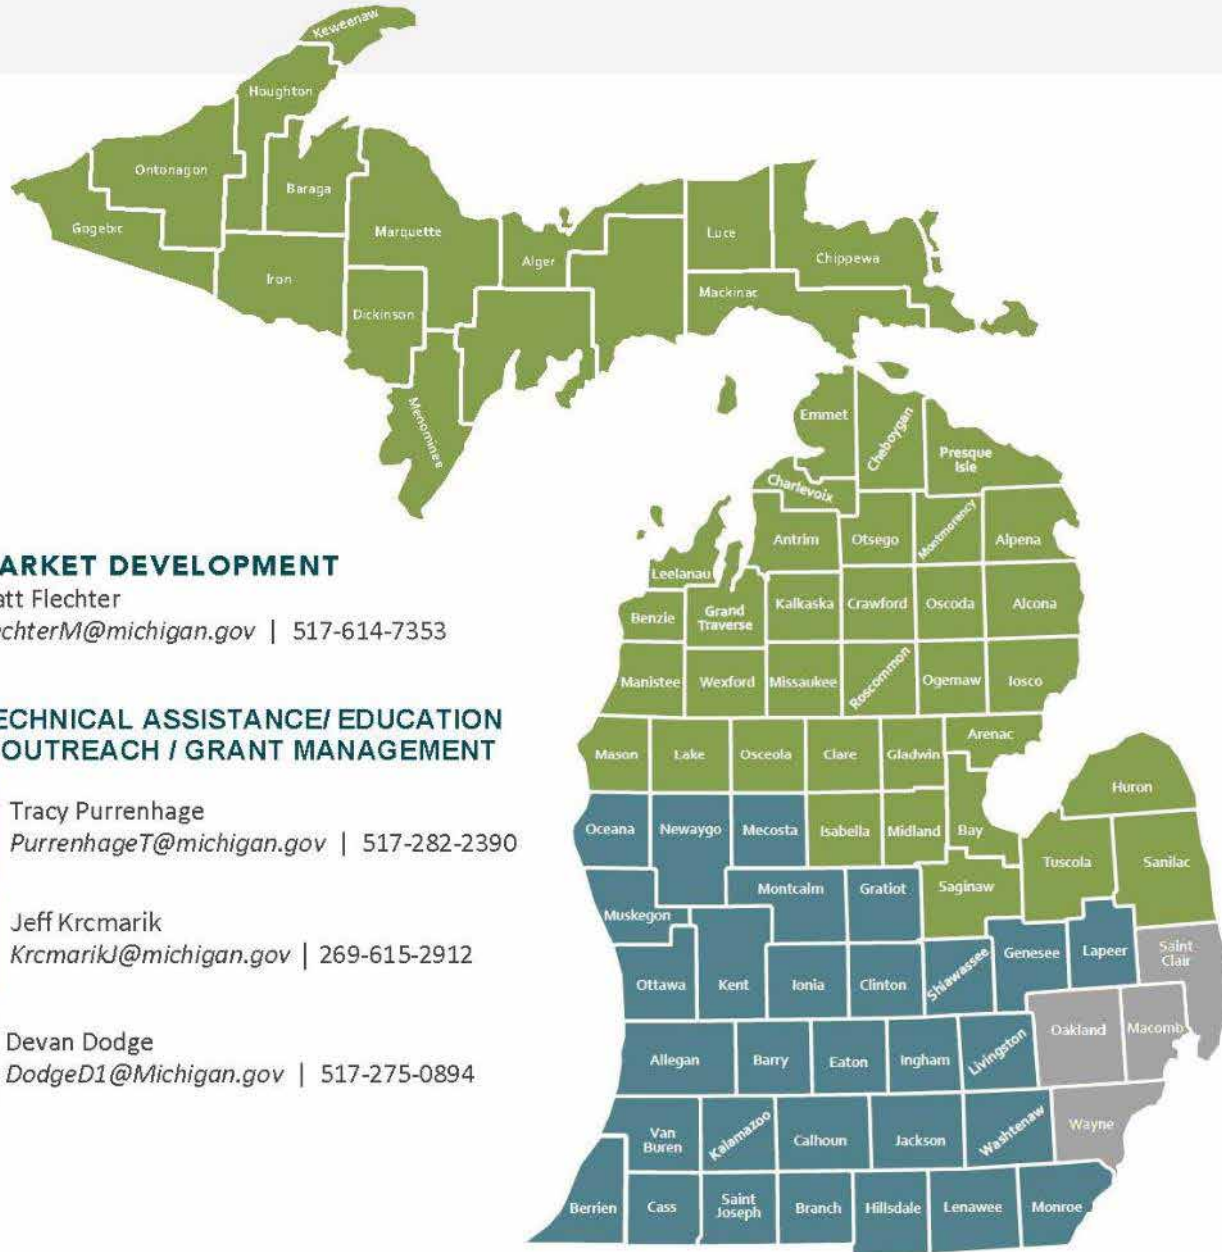 Keweenaw
Houghton
Ontonagon
Baraga
Gogebic
Marquette
Luce
Alger
Chippewa
Iron
Mackinac
Dickinson
Menominee
Emmet
Cheboygan
Presque
Isle
Charlevoix
Antrim
Otsego
Montmorency
Alpena
Leelanau
Benzie
Grand
Traverse
Kalkaska
Crawford
Oscoda
Alcona
Manistee
Wexford
Missaukee
Roscommon
Ogemaw
Iosco
Mason
Lake
Osceola
Clare
Gladwin
Arenac
Huron
Oceana
Newaygo
Mecosta
Isabella
Midland
Bay
Tuscola
Sanilac
Montcalm
Gratiot
Saginaw
Muskegon
Ottawa
Kent
Ionia
Clinton
Shiawassee
Genesee
Lapeer
Saint
Clair
Allegan
Barry
Eaton
Ingham
Livingston
Oakland
Macomb
Van
Buren
Kalamazoo
Calhoun
Jackson
Washtenaw
Wayne
Berrien
Cass
Saint
Joseph
Branch
Hillsdale
Lenawee
Monroe
ARKET DEVELOPMENT
att Flechter
chterM@michigan.gov | 517-614-7353
ECHNICAL ASSISTANCE/ EDUCATION
OUTREACH / GRANT MANAGEMENT
Tracy Purrenhage
PurrenhageT@michigan.gov | 517-282-2390
Jeff Krcmarik
KrcmarikJ@michigan.gov | 269-615-2912
Devan Dodge
DodgeD1@Michigan.gov | 517-275-0894